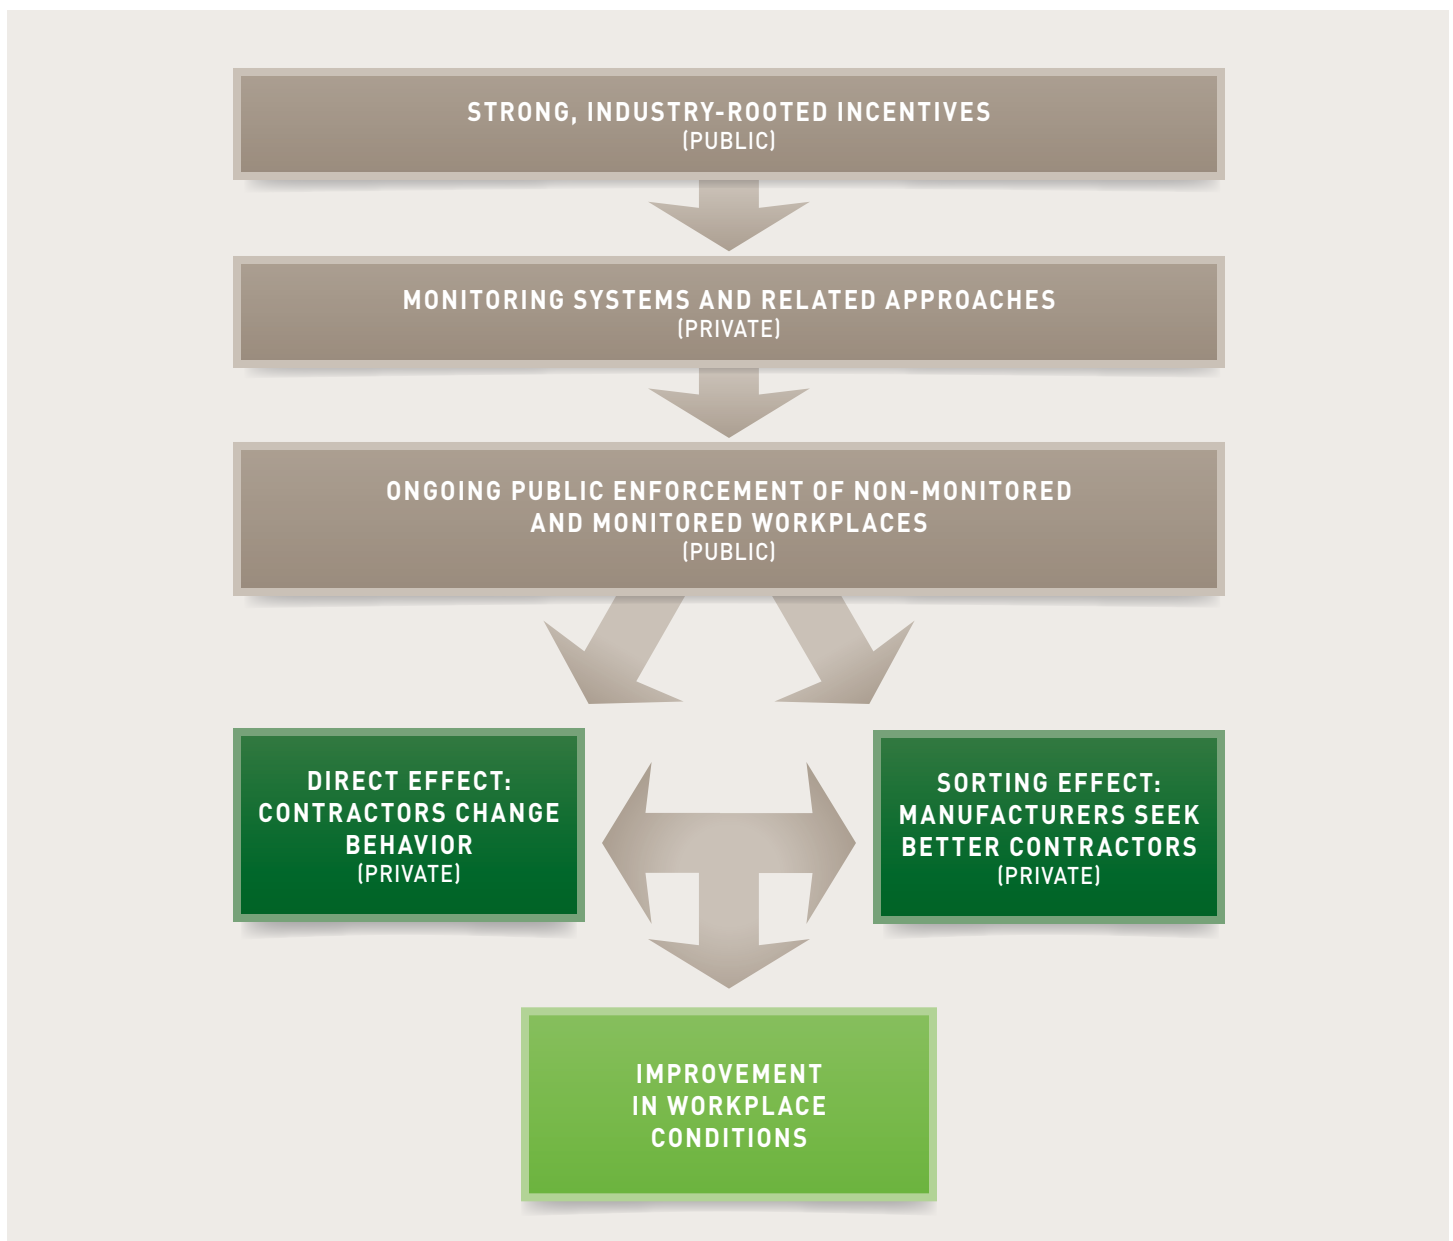 STRONG, INDUSTRY-ROOTED INCENTIVES
(PUBLIC)
MONITORING SYSTEMS AND RELATED APPROACHES
(PRIVATE)
ONGOING PUBLIC ENFORCEMENT OF NON-MONITORED
AND MONITORED WORKPLACES
(PUBLIC)
DIRECT EFFECT:
CONTRACTORS CHANGE
BEHAVIOR
(PRIVATE)
SORTING EFFECT:
MANUFACTURERS SEEK
BETTER CONTRACTORS
(PRIVATE)
IMPROVEMENT
IN WORKPLACE
CONDITIONS